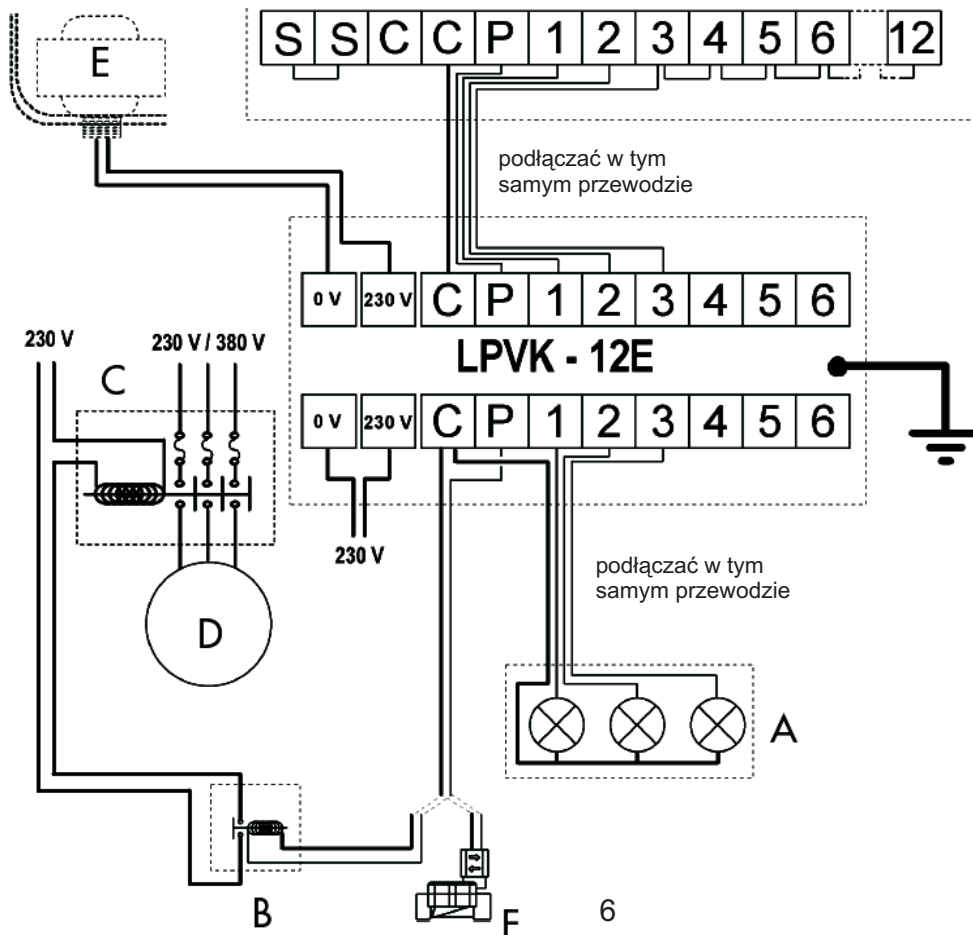 E
S S C C P 1 2 3 4 5 6 12
podłączać w tym
samym przewodzie
0 V 230 V C P 1 2 3 4 5 6
230 V
230 V / 380 V
LPVK - 12E
C
0 V 230 V C P 1 2 3 4 5 6
230 V
podłączać w tym
samym przewodzie
D
A
B
F
6